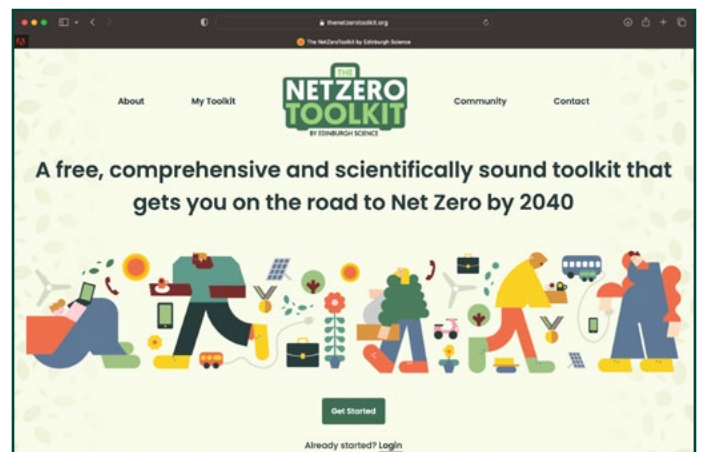 thenetzerotoolkit.org
The NetZeroToolkit by Edinburgh Science
About
My Toolkit
THE
NETZERO
TOOLKIT
BY EDINBURGH SCIENCE
Community
Contact
A free, comprehensive and scientifically sound toolkit that
gets you on the road to Net Zero by 2040
Get Started
Already started? Login